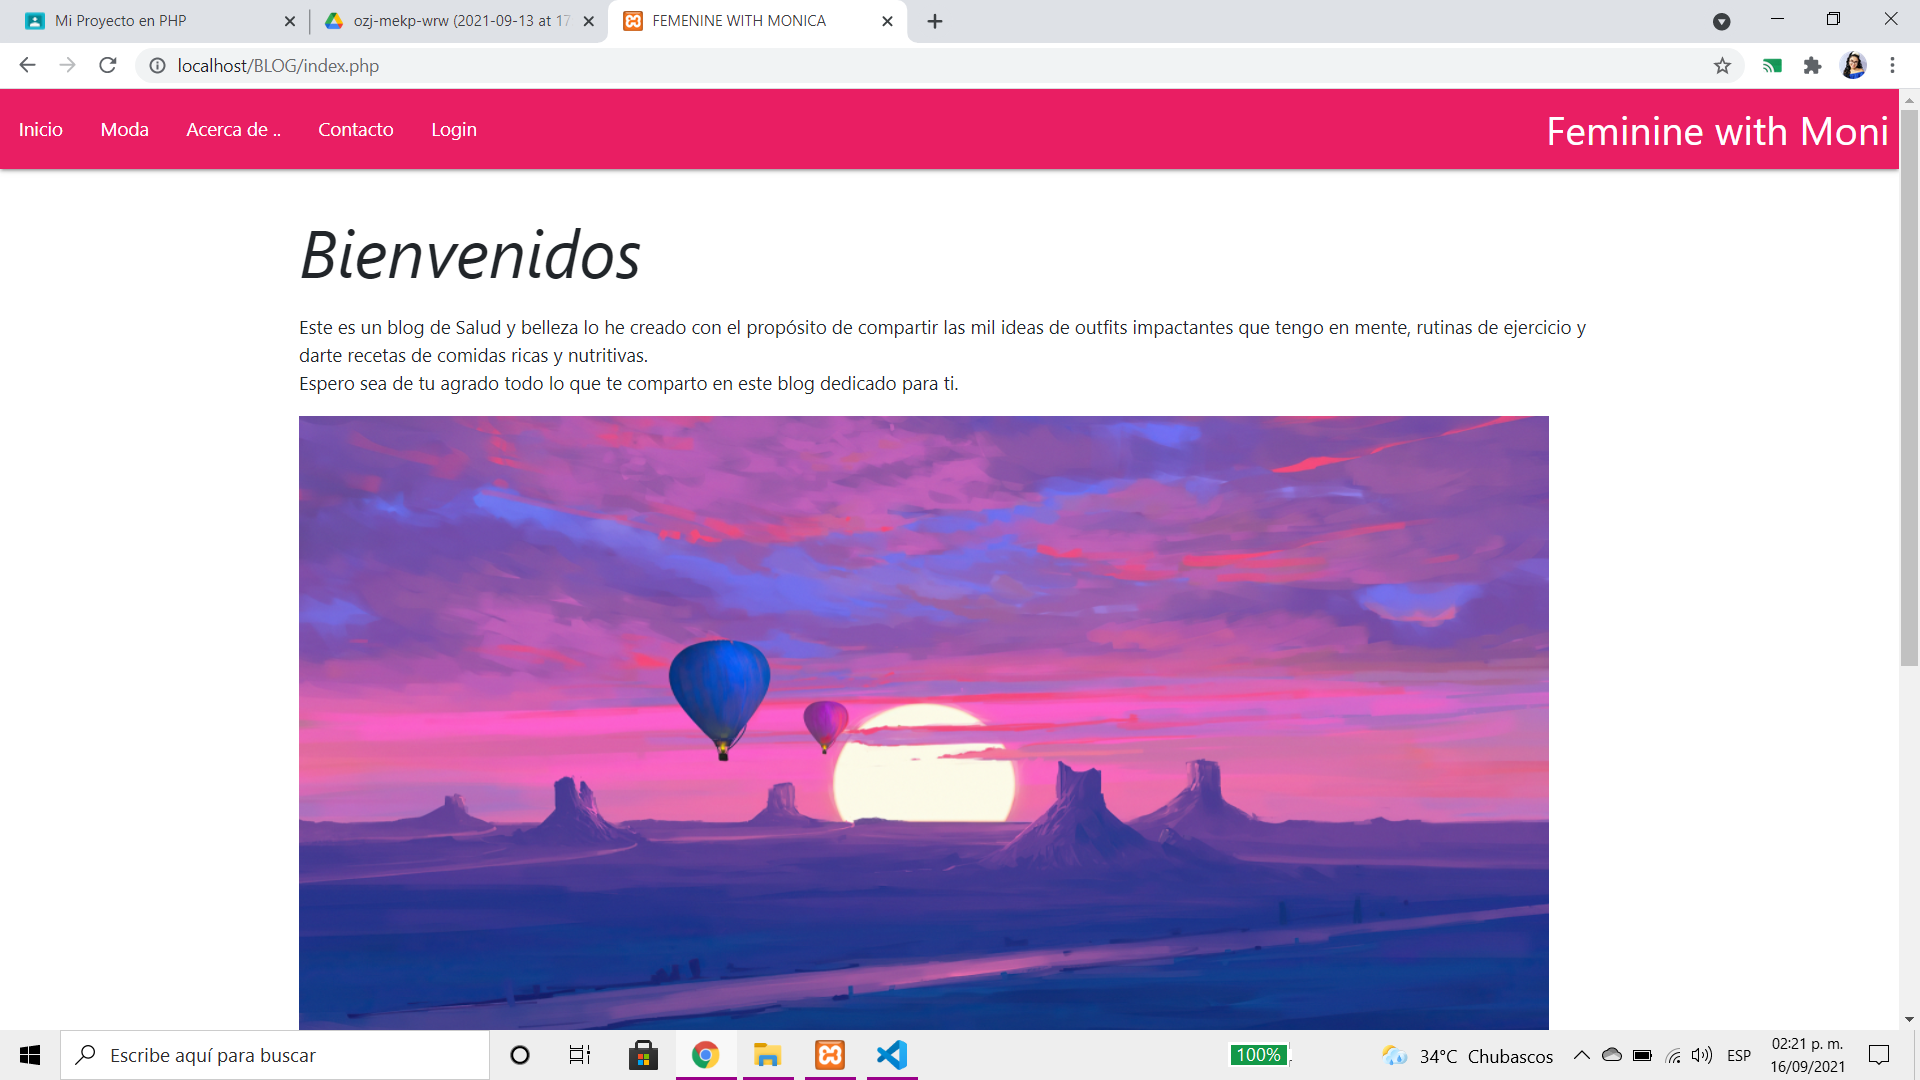 Mi Proyecto en PHP
ozj-mekp-wrw (2021-09-13 at 17
FEMENINE WITH MONICA
localhost/BLOG/index.php
Inicio
Moda
Acerca de ..
Contacto
Login
Feminine with Moni
Bienvenidos
Este es un blog de Salud y belleza lo he creado con el propósito de compartir las mil ideas de outfits impactantes que tengo en mente, rutinas de ejercicio y
darte recetas de comidas ricas y nutritivas.
Espero sea de tu agrado todo lo que te comparto en este blog dedicado para ti.
Escribe aquí para buscar
100%
34°C Chubascos
ESP
02:21 p. m.
16/09/2021